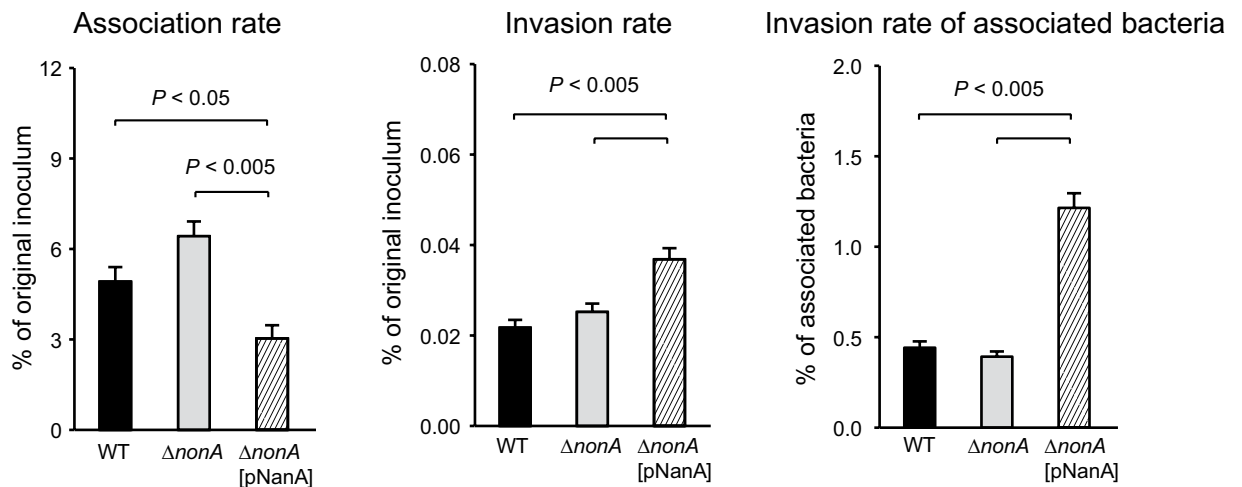 Association rate
% of original inoculum
12
9
6
3
0
P < 0.05
P < 0.005
WT
ΔnonA
ΔnonA
[pNanA]
Invasion rate
% of original inoculum
0.08
0.06
0.04
0.02
0.00
P < 0.005
WT
ΔnonA
ΔnonA
[pNanA]
Invasion rate of associated bacteria
% of associated bacteria
2.0
1.5
1.0
0.5
0.0
P < 0.005
WT
ΔnonA
ΔnonA
[pNanA]